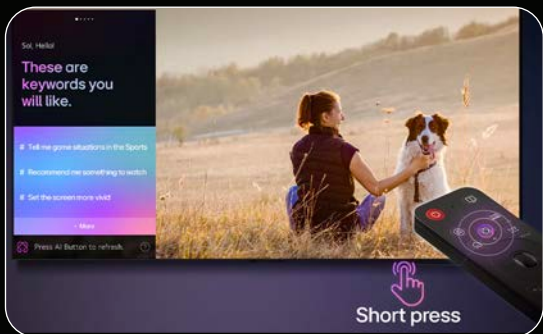 Sol, Hello!
These are
keywords you
will like.
# Tell me game situations in the Sports
# Recommend me something to watch
# Set the screen more vivid!
+ More
Press AI Button to refresh.
?
Short press